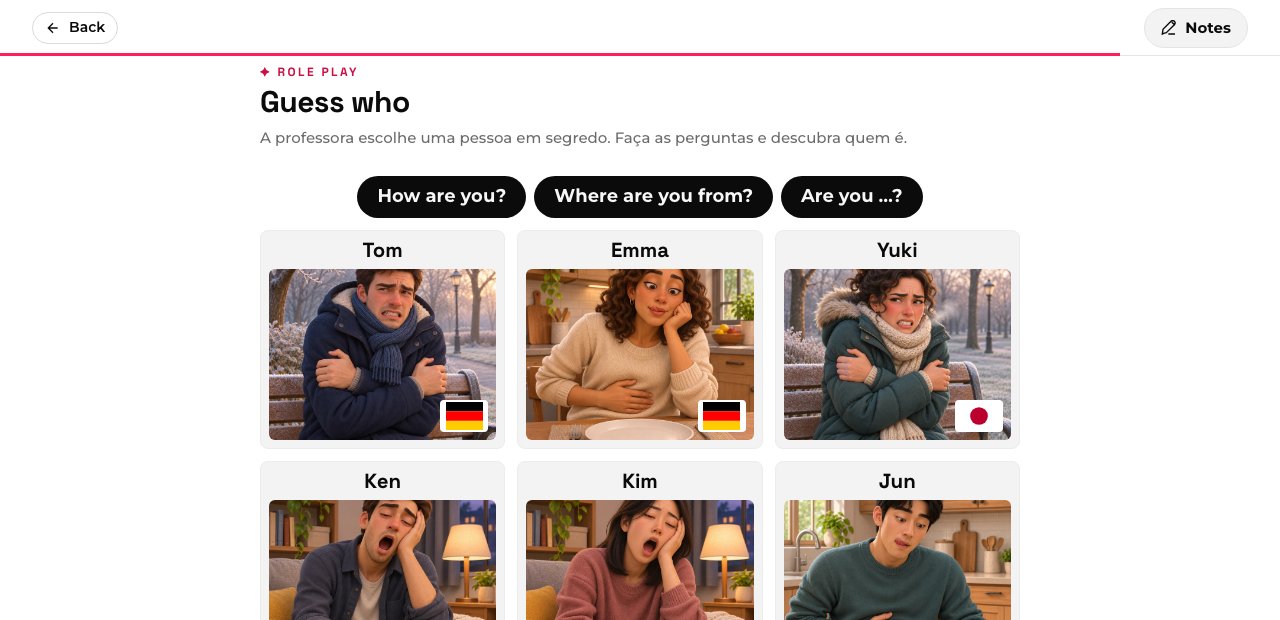 Back
Notes
ROLE PLAY
Guess who
A professora escolhe uma pessoa em segredo. Faça as perguntas e descubra quem é.
How are you? Where are you from? Are you ...?
Tom Emma Yuki
Ken Kim Jun